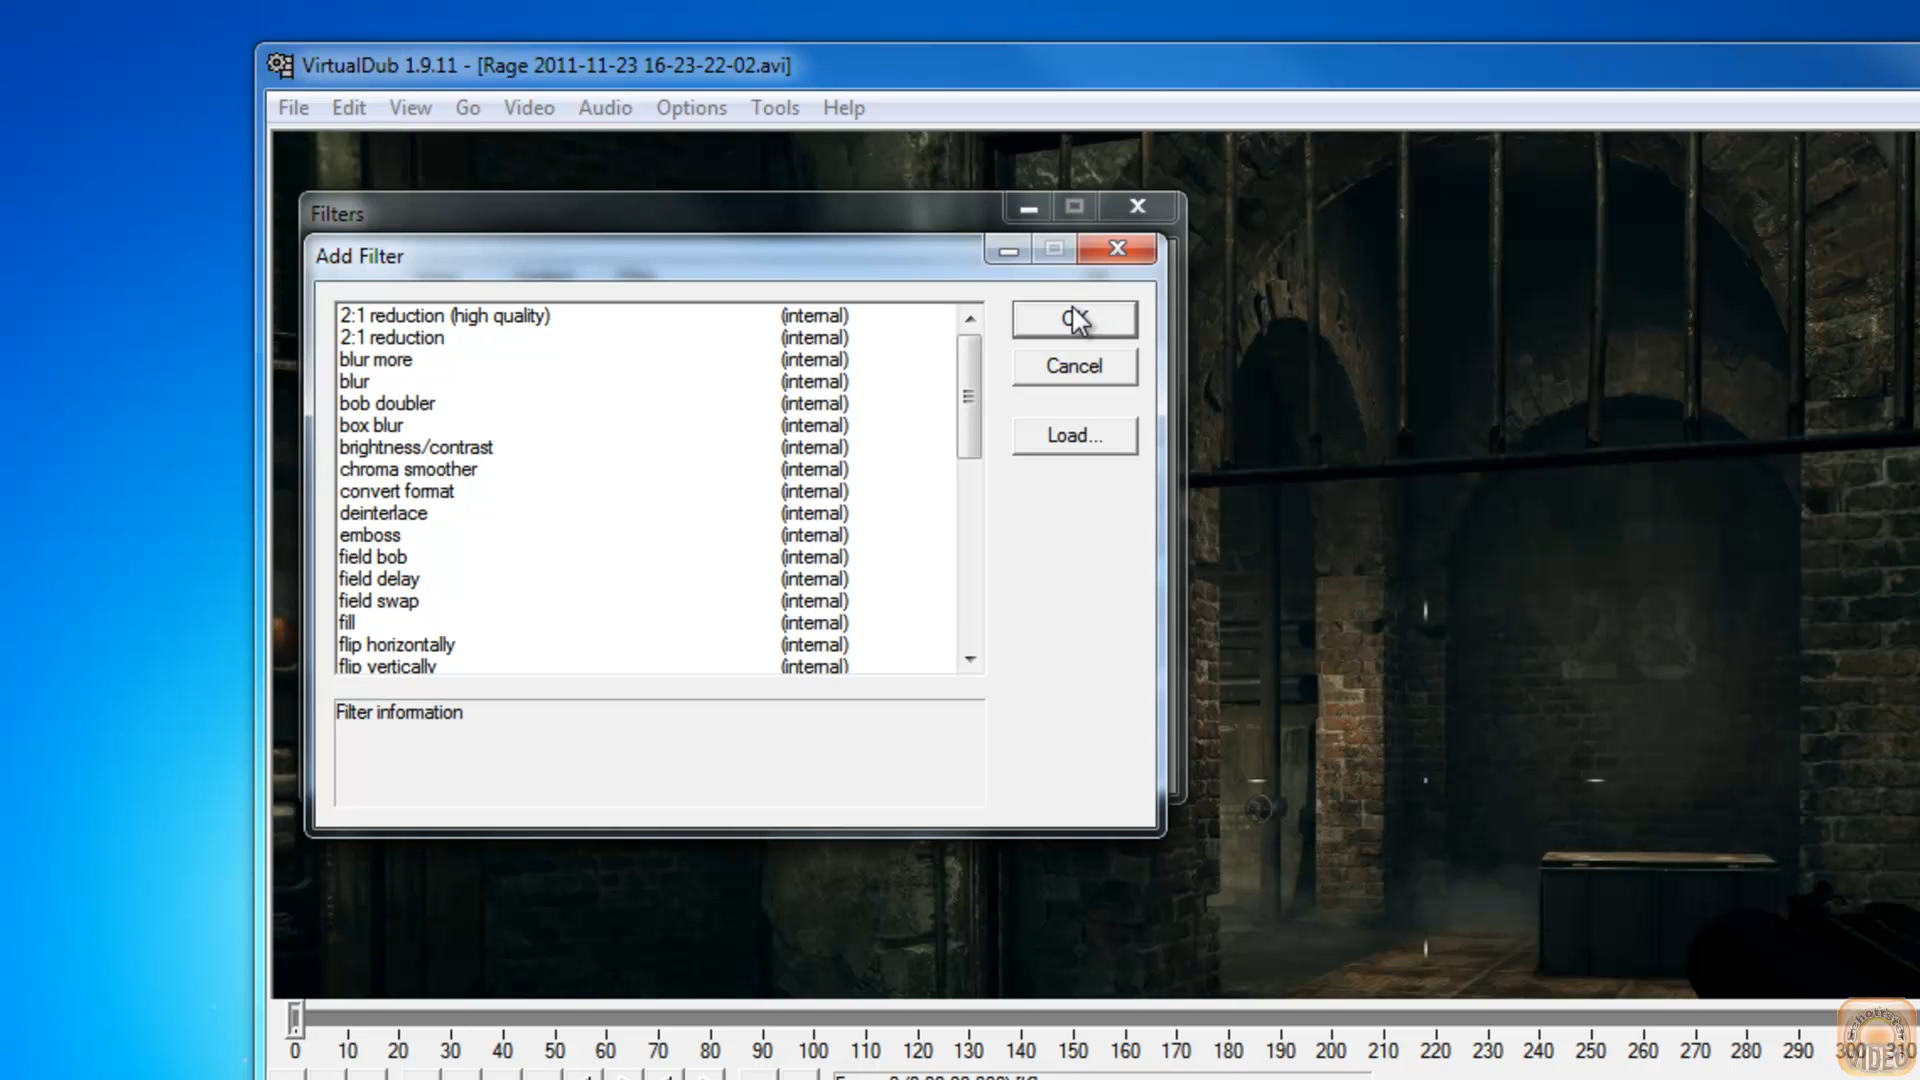 VirtualDub 1.9.11 - [Rage 2011-11-23 16-23-22-02.avi]
File Edit View Go Video Audio Options Tools Help
Filters
Add Filter
2:1 reduction (high quality) (internal)
2:1 reduction (internal)
blur more (internal)
blur (internal)
bob doubler (internal)
box blur (internal)
brightness/contrast (internal)
chroma smoother (internal)
convert format (internal)
deinterlace (internal)
emboss (internal)
field bob (internal)
field delay (internal)
field swap (internal)
fill (internal)
flip horizontally (internal)
flip vertically (internal)
OK
Cancel
Load...
Filter information
28
0 10 20 30 40 50 60 70 80 90 100 110 120 130 140 150 160 170 180 190 200 210 220 230 240 250 260 270 280 290 300 310
VIDEO